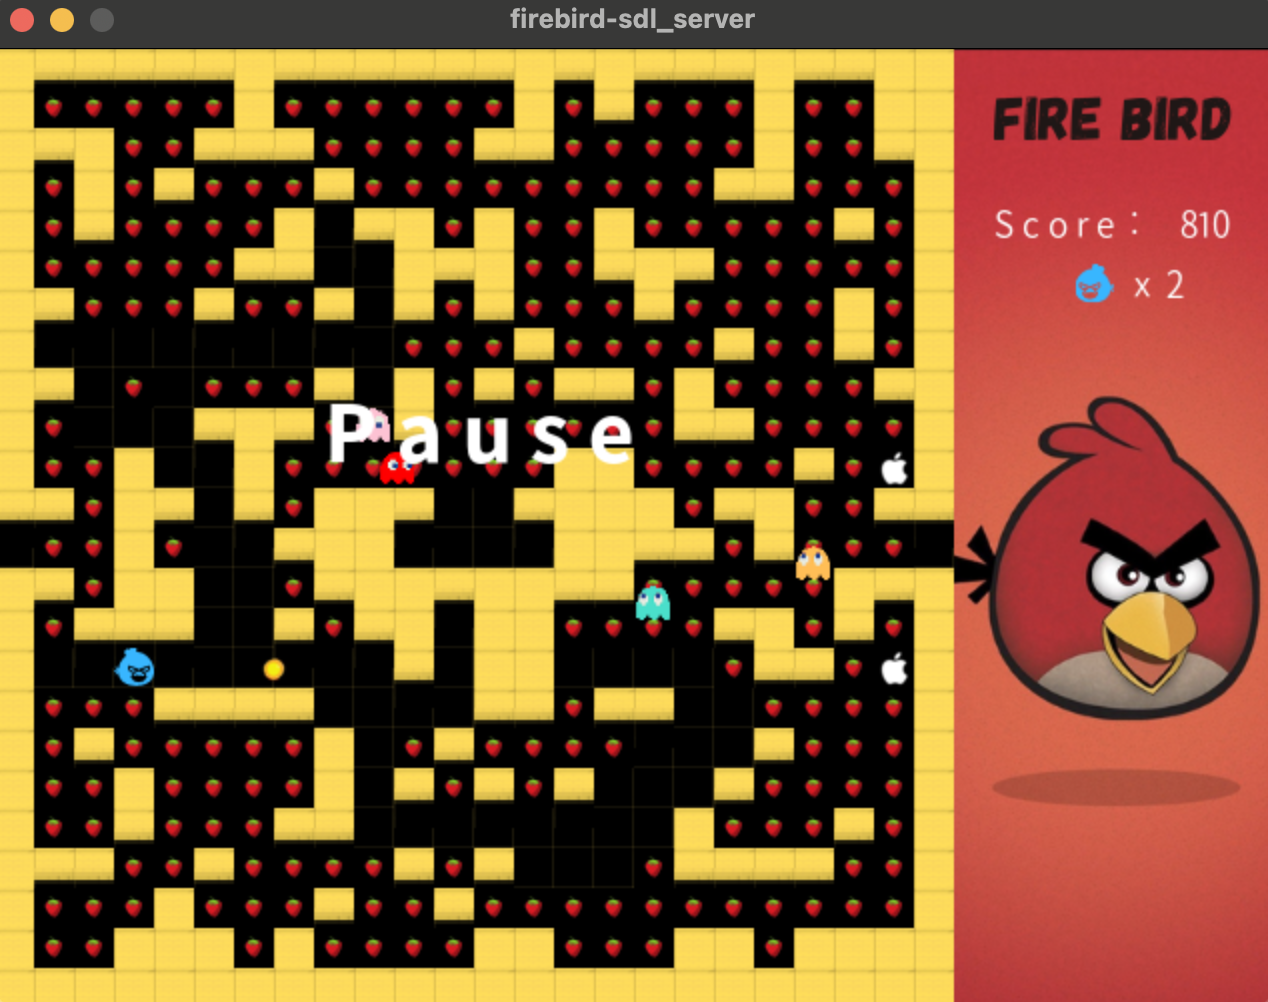 firebird-sdl_server
FIRE BIRD
Score: 810
x 2
Pause